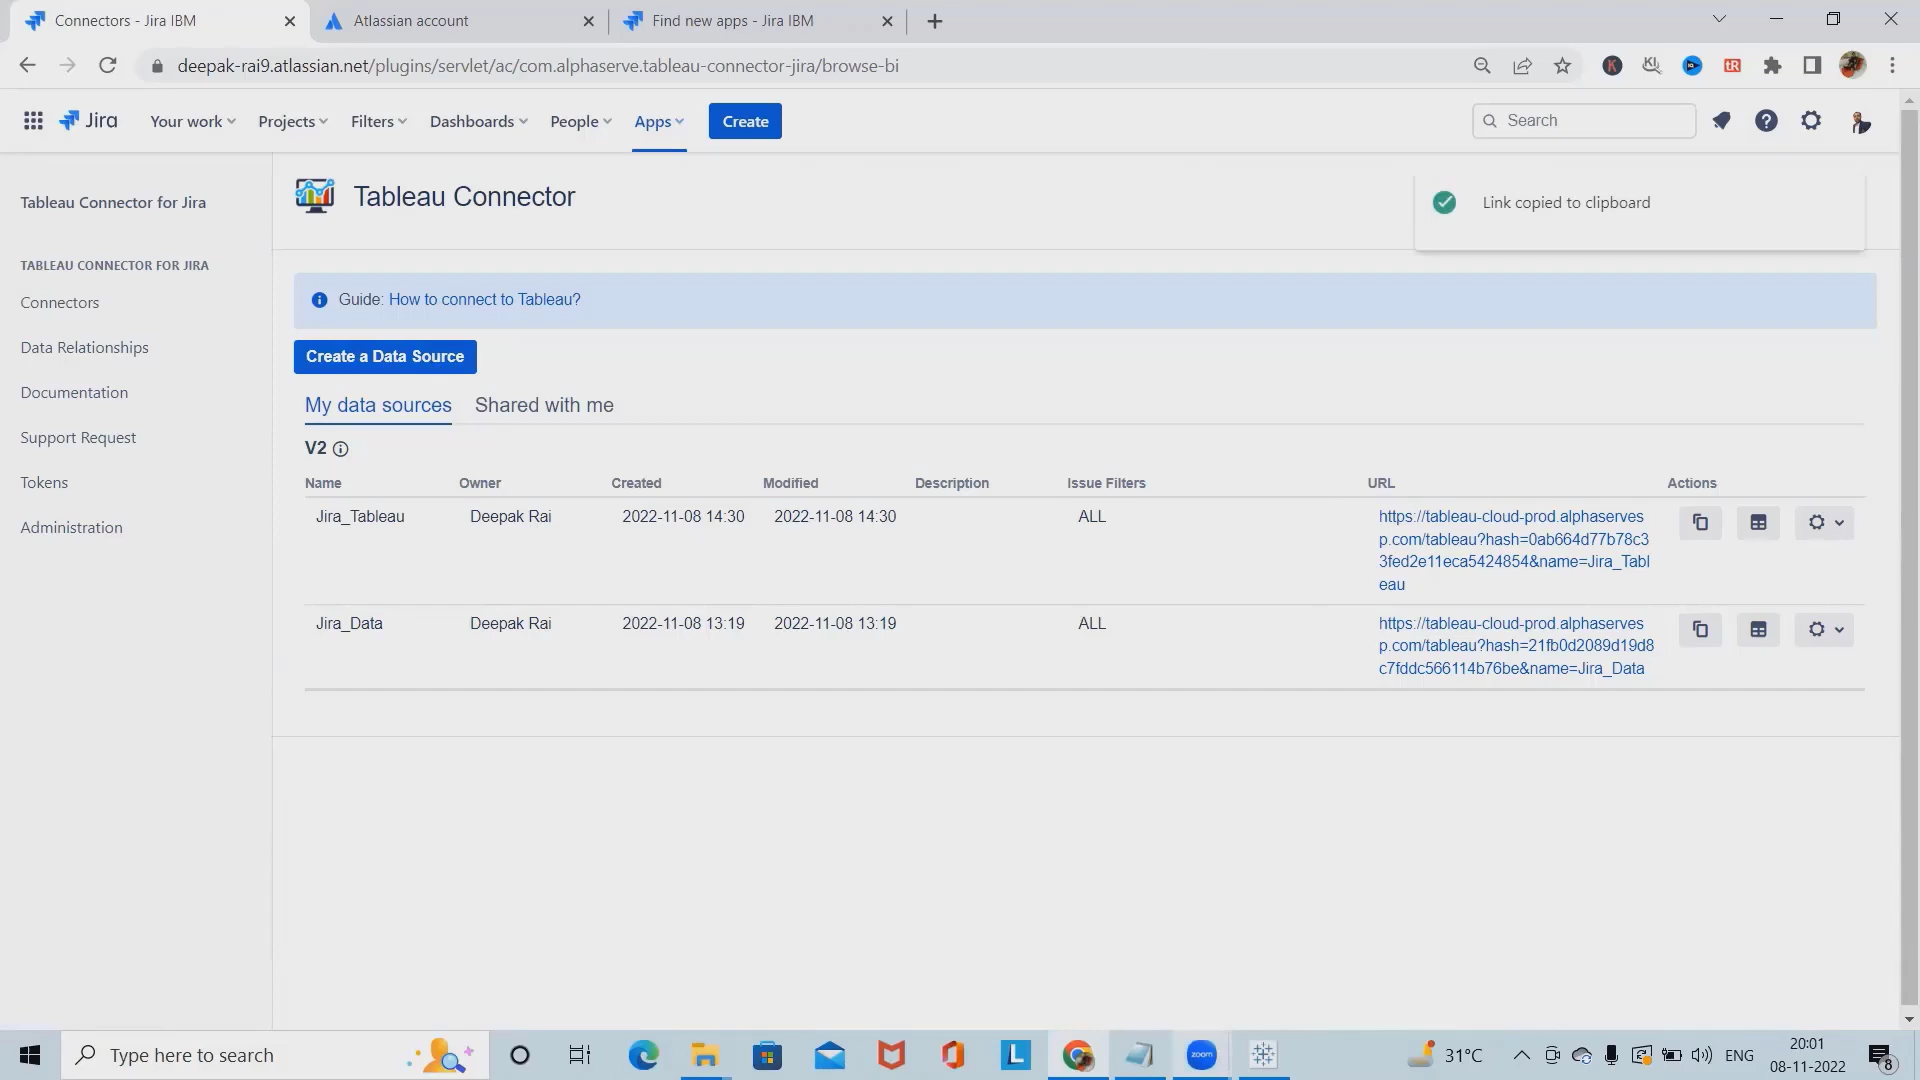 Connectors - Jira IBM
Atlassian account
Find new apps - Jira IBM
deepak-rai9.atlassian.net/plugins/servlet/ac/com.alphaserve.tableau-connector-jira/browse-bi
Jira
Your work
Projects
Filters
Dashboards
People
Apps
Create
Search
Tableau Connector for Jira
TABLEAU CONNECTOR FOR JIRA
Connectors
Data Relationships
Documentation
Support Request
Tokens
Administration
Tableau Connector
Link copied to clipboard
Guide: How to connect to Tableau?
Create a Data Source
My data sources
Shared with me
V2
Name Owner Created Modified Description Issue Filters URL Actions
Jira_Tableau Deepak Rai 2022-11-08 14:30 2022-11-08 14:30 ALL https://tableau-cloud-prod.alphaserves
p.com/tableau?hash=0ab664d77b78c3
3fed2e11eca5424854&name=Jira_Tabl
eau
Jira_Data Deepak Rai 2022-11-08 13:19 2022-11-08 13:19 ALL https://tableau-cloud-prod.alphaserves
p.com/tableau?hash=21fb0d2089d19d8
c7fddc566114b76be&name=Jira_Data
Type here to search
zoom
31°C
ENG
20:01
08-11-2022
8